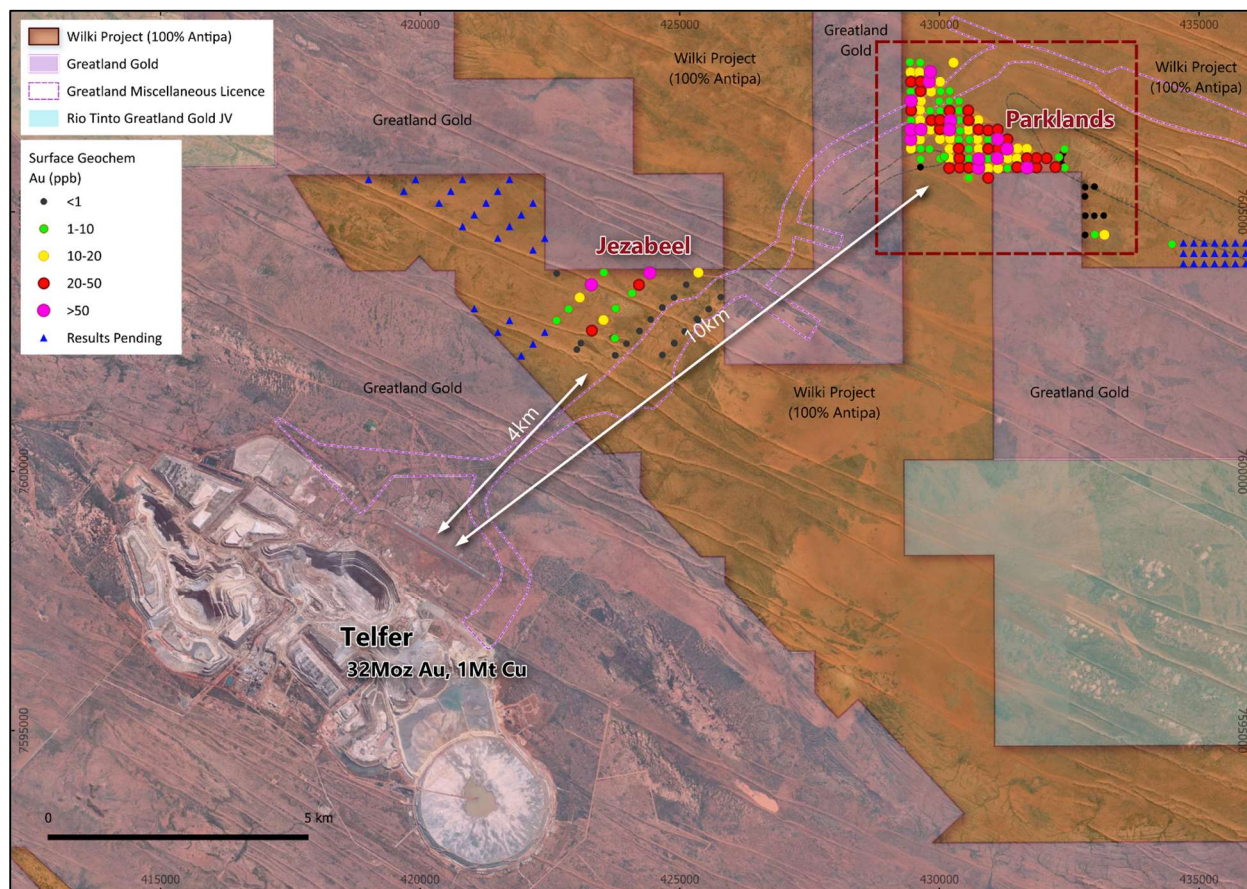 420000
425000
430000
435000
Wilki Project (100% Antipa)
Greatland Gold
Greatland Miscellaneous Licence
Rio Tinto Greatland Gold JV
Surface Geochem
Au (ppb)
<1
1-10
10-20
20-50
>50
Results Pending
Greatland
Gold
Wilki Project
(100% Antipa)
Wilki Project
(100% Antipa)
Greatland Gold
Parklands
7605000
Jezabeel
10km
Greatland Gold
4km
Wilki Project
(100% Antipa)
Greatland Gold
7600000
7600000
Telfer
32Moz Au, 1Mt Cu
7595000
7595000
0
5 km
415000
420000
425000
430000
435000